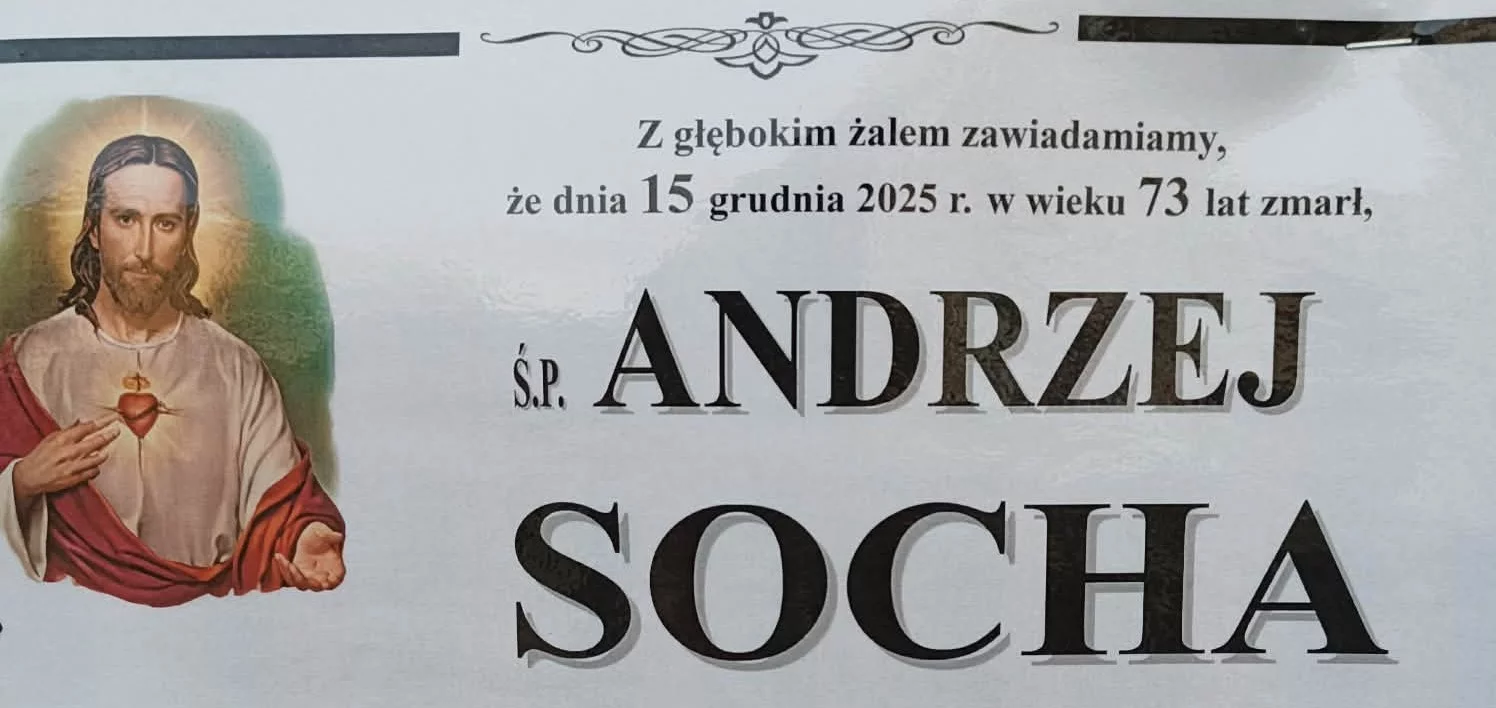 Z głębokim żalem zawiadamiamy,
że dnia 15 grudnia 2025 r. w wieku 73 lat zmarł,
Ś.P. ANDRZEJ
SOCHA